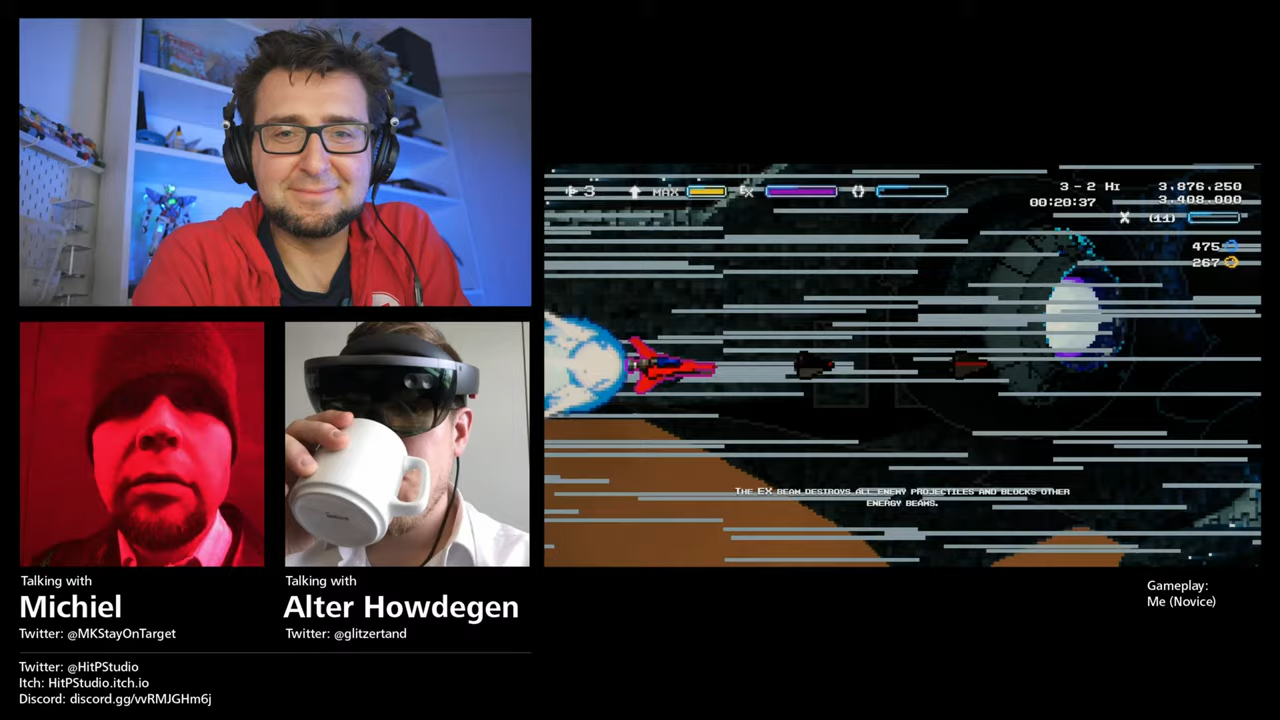 3
MAX
EX
3-2 HI 3,876,250
00:20:37 3,408,000
(11)
475
267
THE EX BEAM DESTROYS ALL ENEMY PROJECTILES AND BLOCKS OTHER
ENERGY BEAMS.
Talking with
Michiel
Twitter: @MKStayOnTarget
Talking with
Alter Howdegen
Twitter: @glitzertand
Gameplay:
Me (Novice)
Twitter: @HitPStudio
Itch: HitPStudio.itch.io
Discord: discord.gg/vvRMJGHm6j